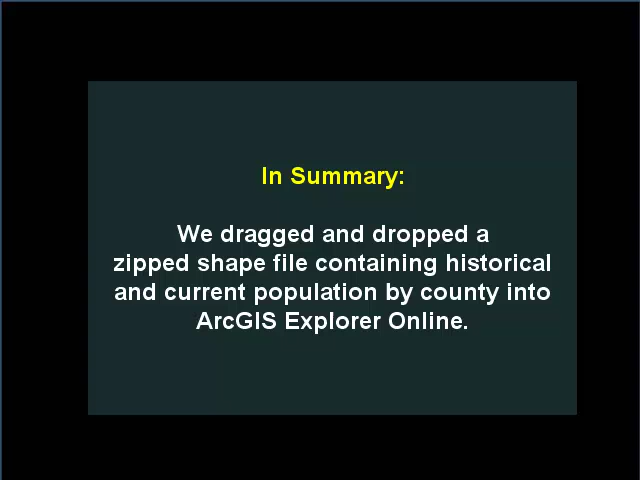 In Summary:
We dragged and dropped a
zipped shape file containing historical
and current population by county into
ArcGIS Explorer Online.